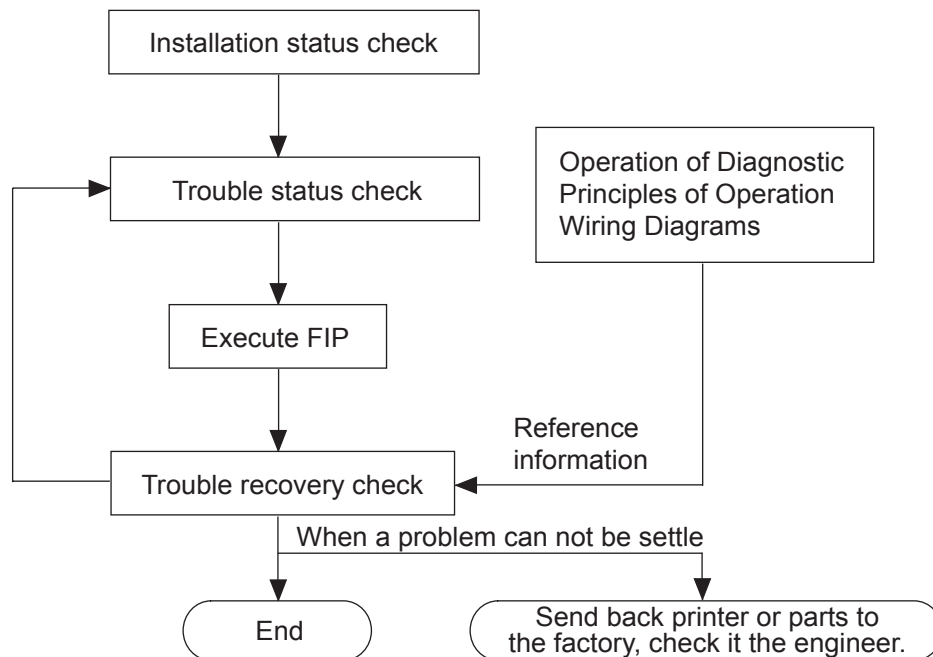 Installation status check
Trouble status check
Operation of Diagnostic
Principles of Operation
Wiring Diagrams
Execute FIP
Reference
information
Trouble recovery check
When a problem can not be settle
End
Send back printer or parts to
the factory, check it the engineer.